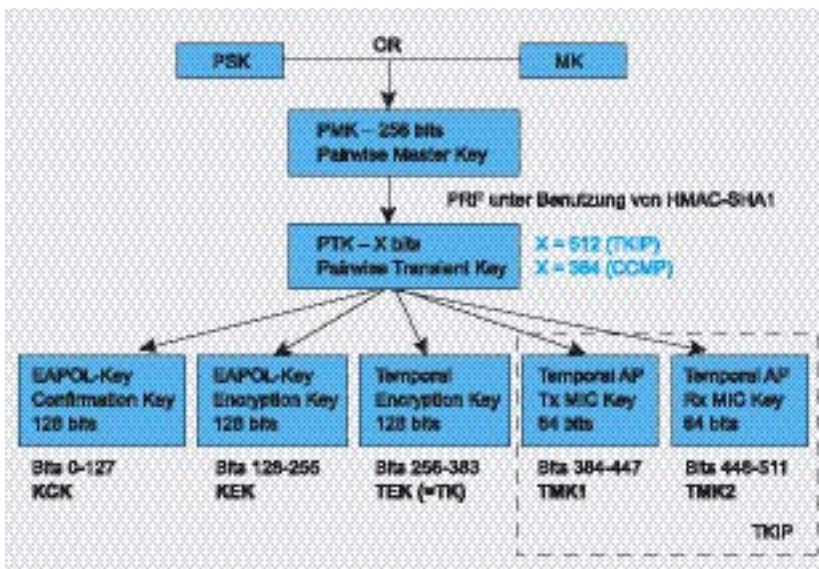 OR
PSK
MK
PMK – 256 bits
Pairwise Master Key
PRF unter Benutzung von HMAC-SHA1
PTK – X bits
Pairwise Transient Key
X = 512 (TKIP)
X = 384 (CCMP)
EAPOL-Key
Confirmation Key
128 bits
EAPOL-Key
Encryption Key
128 bits
Temporal
Encryption Key
128 bits
Temporal AP
Tx MIC Key
64 bits
Temporal AP
Rx MIC Key
64 bits
Bits 0-127
KCK
Bits 128-255
KEK
Bits 256-383
TEK (=TK)
Bits 384-447
TMK1
Bits 448-511
TMK2
TKIP